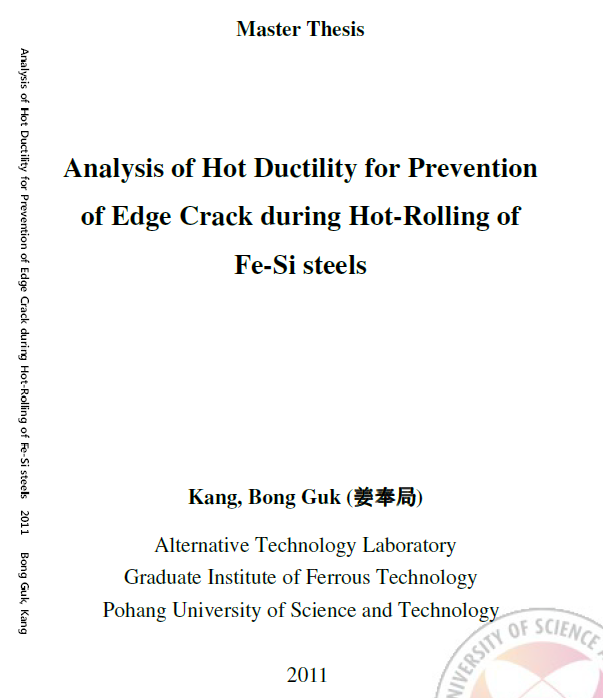 Master Thesis
Analysis of Hot Ductility for Prevention of Edge Crack during Hot-Rolling of Fe-Si steels 2011 Bong Guk, Kang
Analysis of Hot Ductility for Prevention
of Edge Crack during Hot-Rolling of
Fe-Si steels
Kang, Bong Guk (姜奉局)
Alternative Technology Laboratory
Graduate Institute of Ferrous Technology
Pohang University of Science and Technology
2011
VERSITY OF SCIENCE A